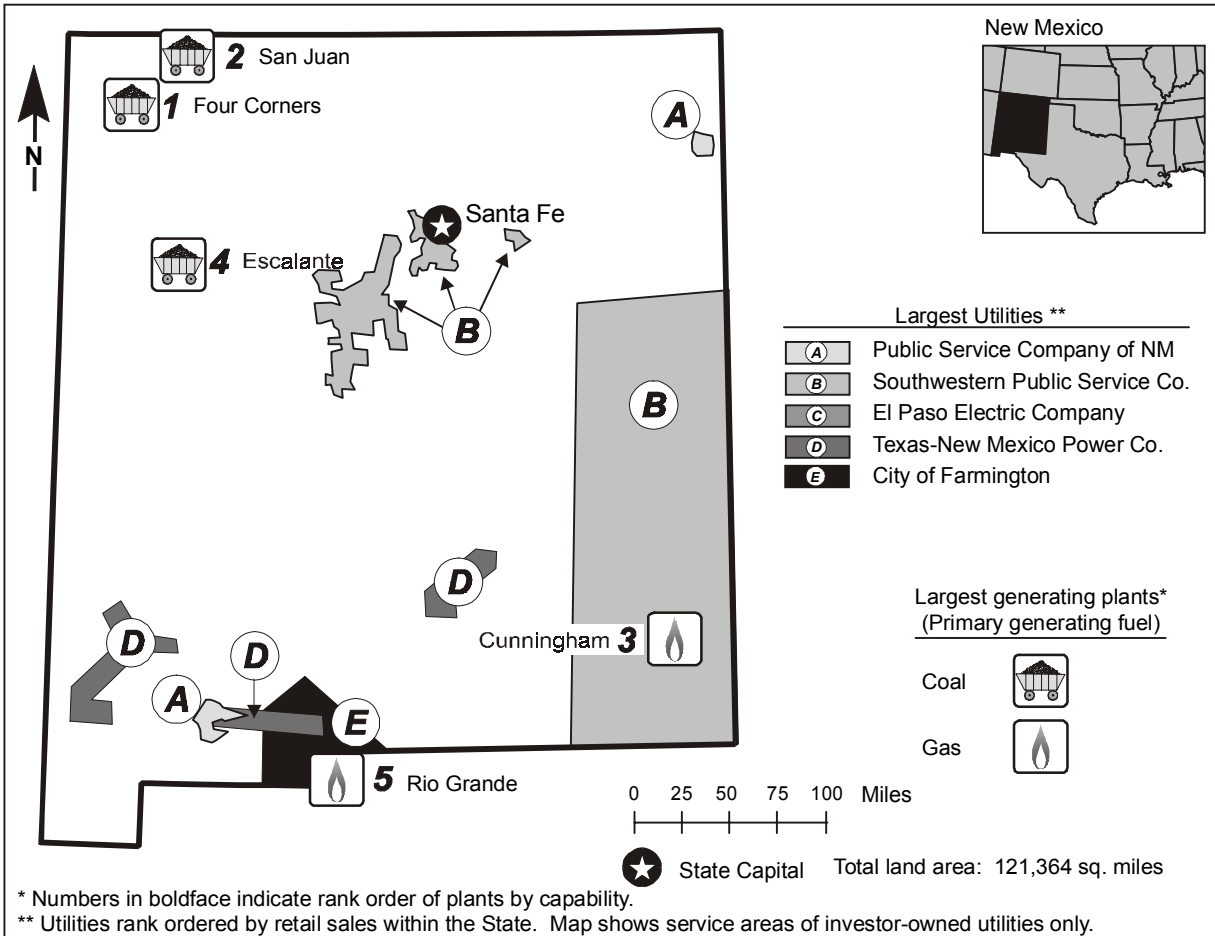 New Mexico
2 San Juan
1 Four Corners
N
A
Santa Fe
4 Escalante
B
B
Largest Utilities **
A Public Service Company of NM
B Southwestern Public Service Co.
C El Paso Electric Company
D Texas-New Mexico Power Co.
E City of Farmington
D
Cunningham 3
D
D
A
E
5 Rio Grande
Largest generating plants*
(Primary generating fuel)
Coal
Gas
0 25 50 75 100 Miles
State Capital Total land area: 121,364 sq. miles
* Numbers in boldface indicate rank order of plants by capability.
** Utilities rank ordered by retail sales within the State. Map shows service areas of investor-owned utilities only.